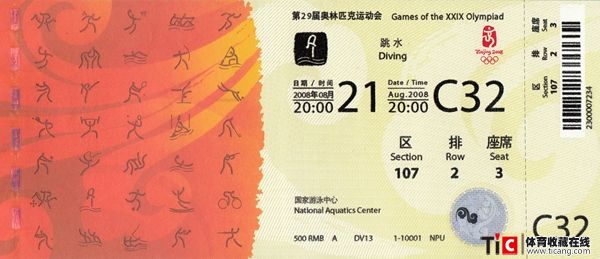 第29届奥林匹克运动会 Games of the XXIX Olympiad
跳水
Diving
Beijing 2008
日期 / 时间
2008年08月
20:00
21
Date / Time
Aug.2008
20:00
C32
区 排 座席
Section Row Seat
107 2 3
国家游泳中心
National Aquatics Center
500 RMB A DV13 1-10001 NPU
座席
Seat
3
排
Row
2
区
Section
107
2300007234
C32
TiC 体育收藏在线
www.ticang.com